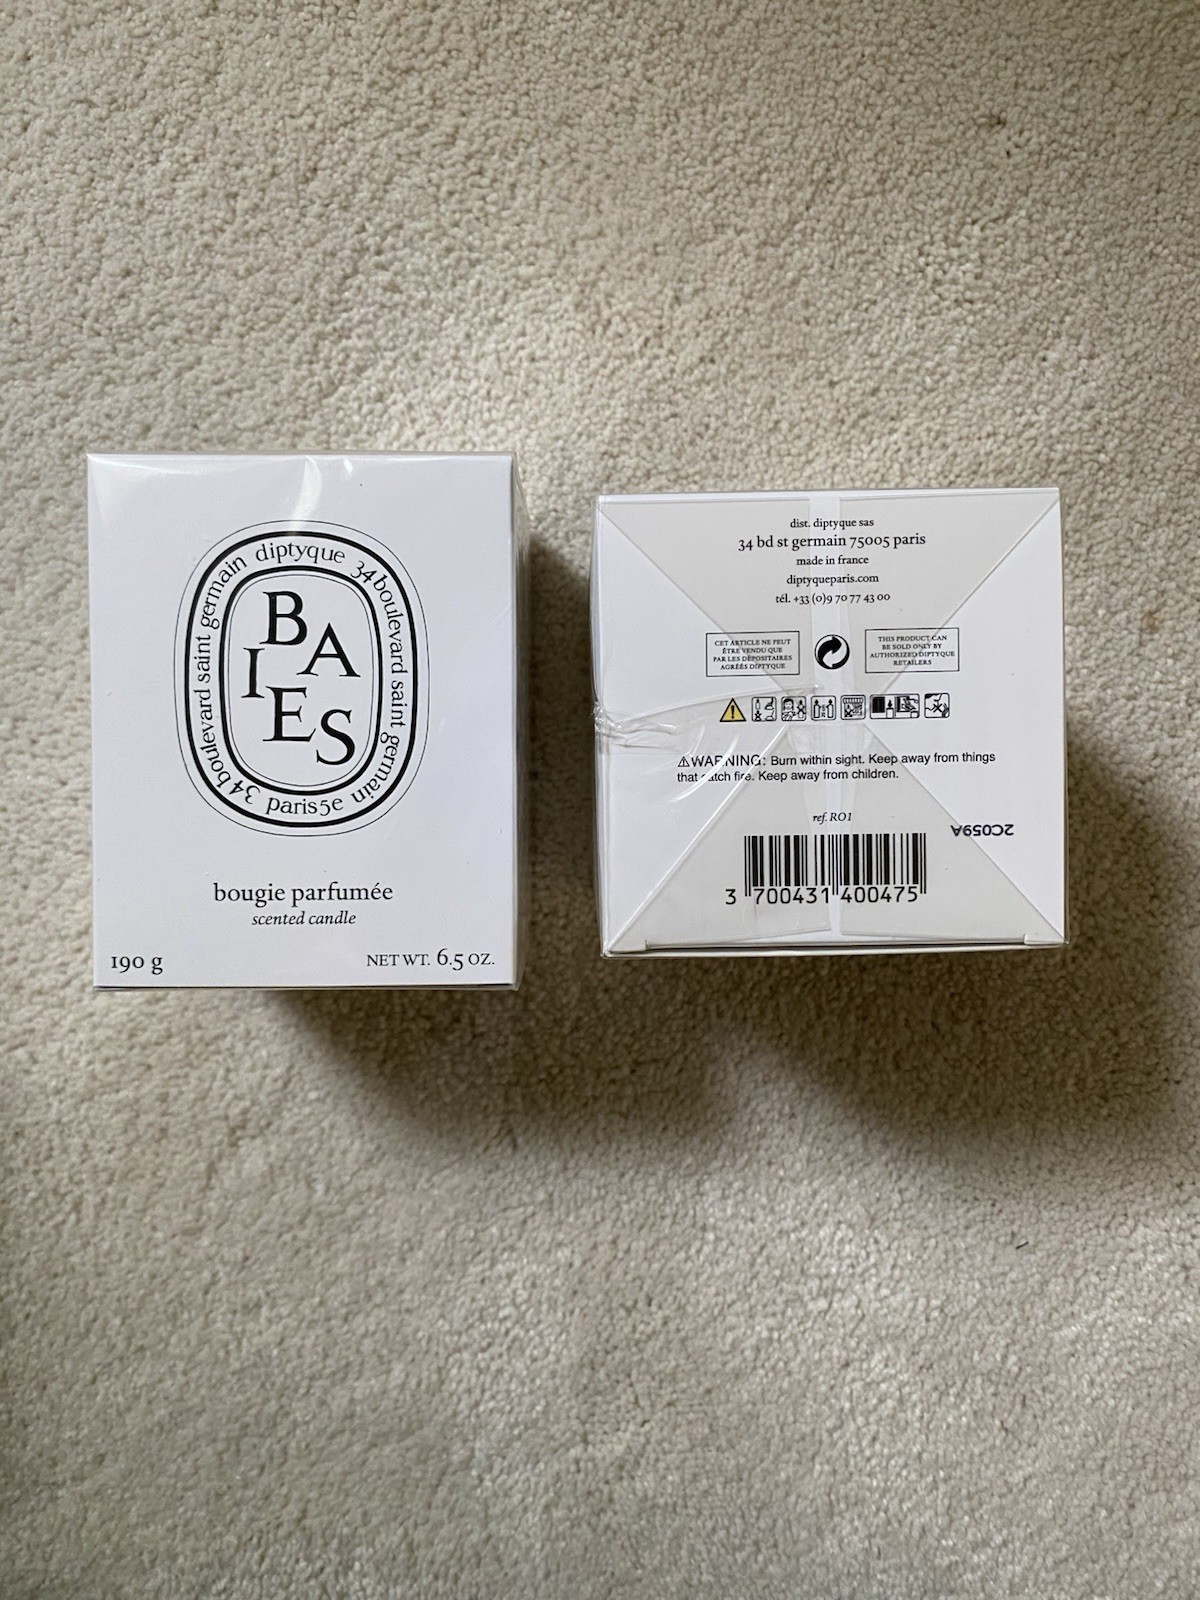 diptyque 34 boulevard saint germain paris 5e 34 boulevard saint germain
BAIES
bougie parfumée
scented candle
190 g
NET WT. 6.5 OZ.
dist. diptyque sas
34 bd st germain 75005 paris
made in france
diptyqueparis.com
tél. +33 (0)9 70 77 43 00
CET ARTICLE NE PEUT
ÊTRE VENDU QUE
PAR LES DÉPOSITAIRES
AGRÉÉS DIPTYQUE
THIS PRODUCT CAN
BE SOLD ONLY BY
AUTHORIZED DIPTYQUE
RETAILERS
⚠WARNING: Burn within sight. Keep away from things
that catch fire. Keep away from children.
ref. RO1
2C059A
3 700431 400475